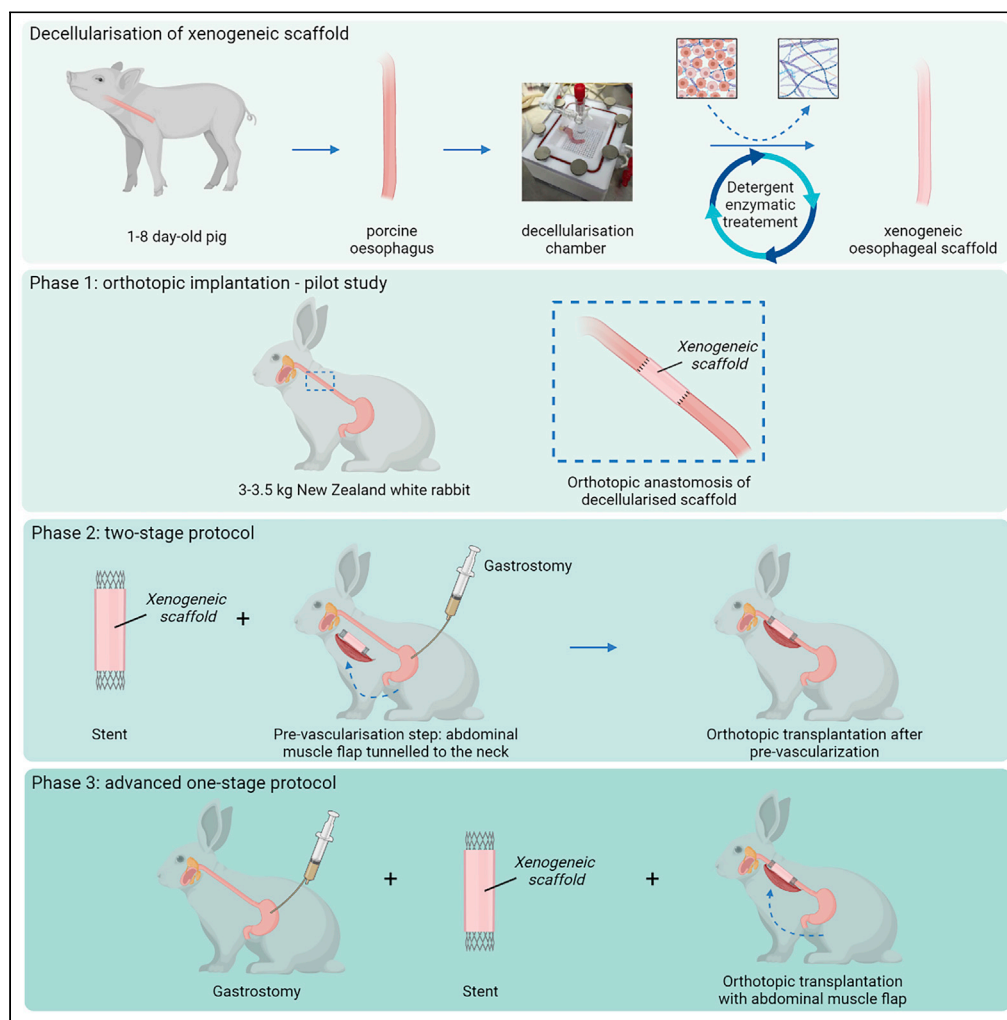 Decellularisation of xenogeneic scaffold
1-8 day-old pig
porcine
oesophagus
decellularisation
chamber
Detergent
enzymatic
treatement
xenogeneic
oesophageal scaffold
Phase 1: orthotopic implantation - pilot study
3-3.5 kg New Zealand white rabbit
Xenogeneic
scaffold
Orthotopic anastomosis of
decellularised scaffold
Phase 2: two-stage protocol
Xenogeneic
scaffold
+
Gastrostomy
Stent
Pre-vascularisation step: abdominal
muscle flap tunnelled to the neck
Orthotopic transplantation after
pre-vascularization
Phase 3: advanced one-stage protocol
Gastrostomy
+
Xenogeneic
scaffold
Stent
+
Orthotopic transplantation
with abdominal muscle flap